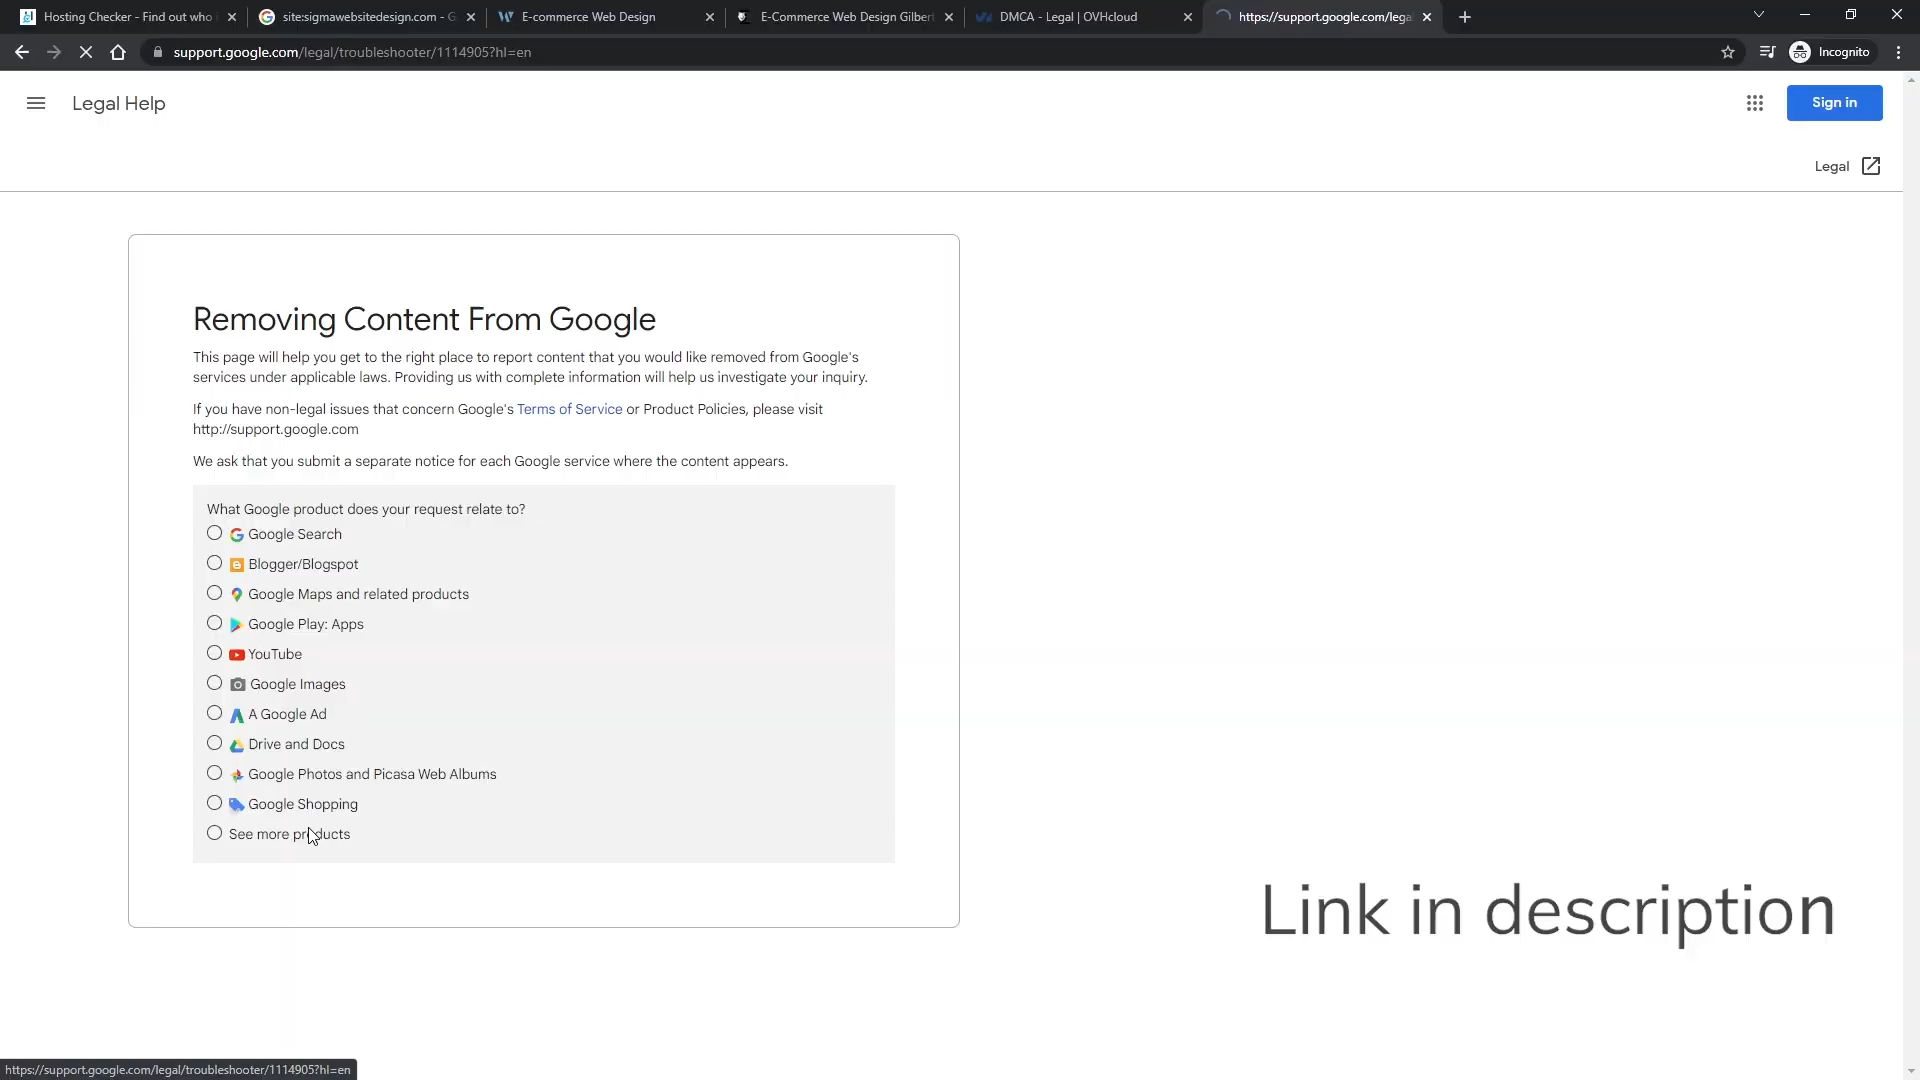 Hosting Checker - Find out who
site:sigmawebsitedesign.com - G
E-commerce Web Design
E-Commerce Web Design Gilbert
DMCA - Legal | OVHcloud
https://support.google.com/lega
support.google.com/legal/troubleshooter/1114905?hl=en
Incognito
Legal Help
Sign in
Legal
Removing Content From Google
This page will help you get to the right place to report content that you would like removed from Google's
services under applicable laws. Providing us with complete information will help us investigate your inquiry.
If you have non-legal issues that concern Google's Terms of Service or Product Policies, please visit
http://support.google.com
We ask that you submit a separate notice for each Google service where the content appears.
What Google product does your request relate to?
Google Search
Blogger/Blogspot
Google Maps and related products
Google Play: Apps
YouTube
Google Images
A Google Ad
Drive and Docs
Google Photos and Picasa Web Albums
Google Shopping
See more products
Link in description
https://support.google.com/legal/troubleshooter/1114905?hl=en